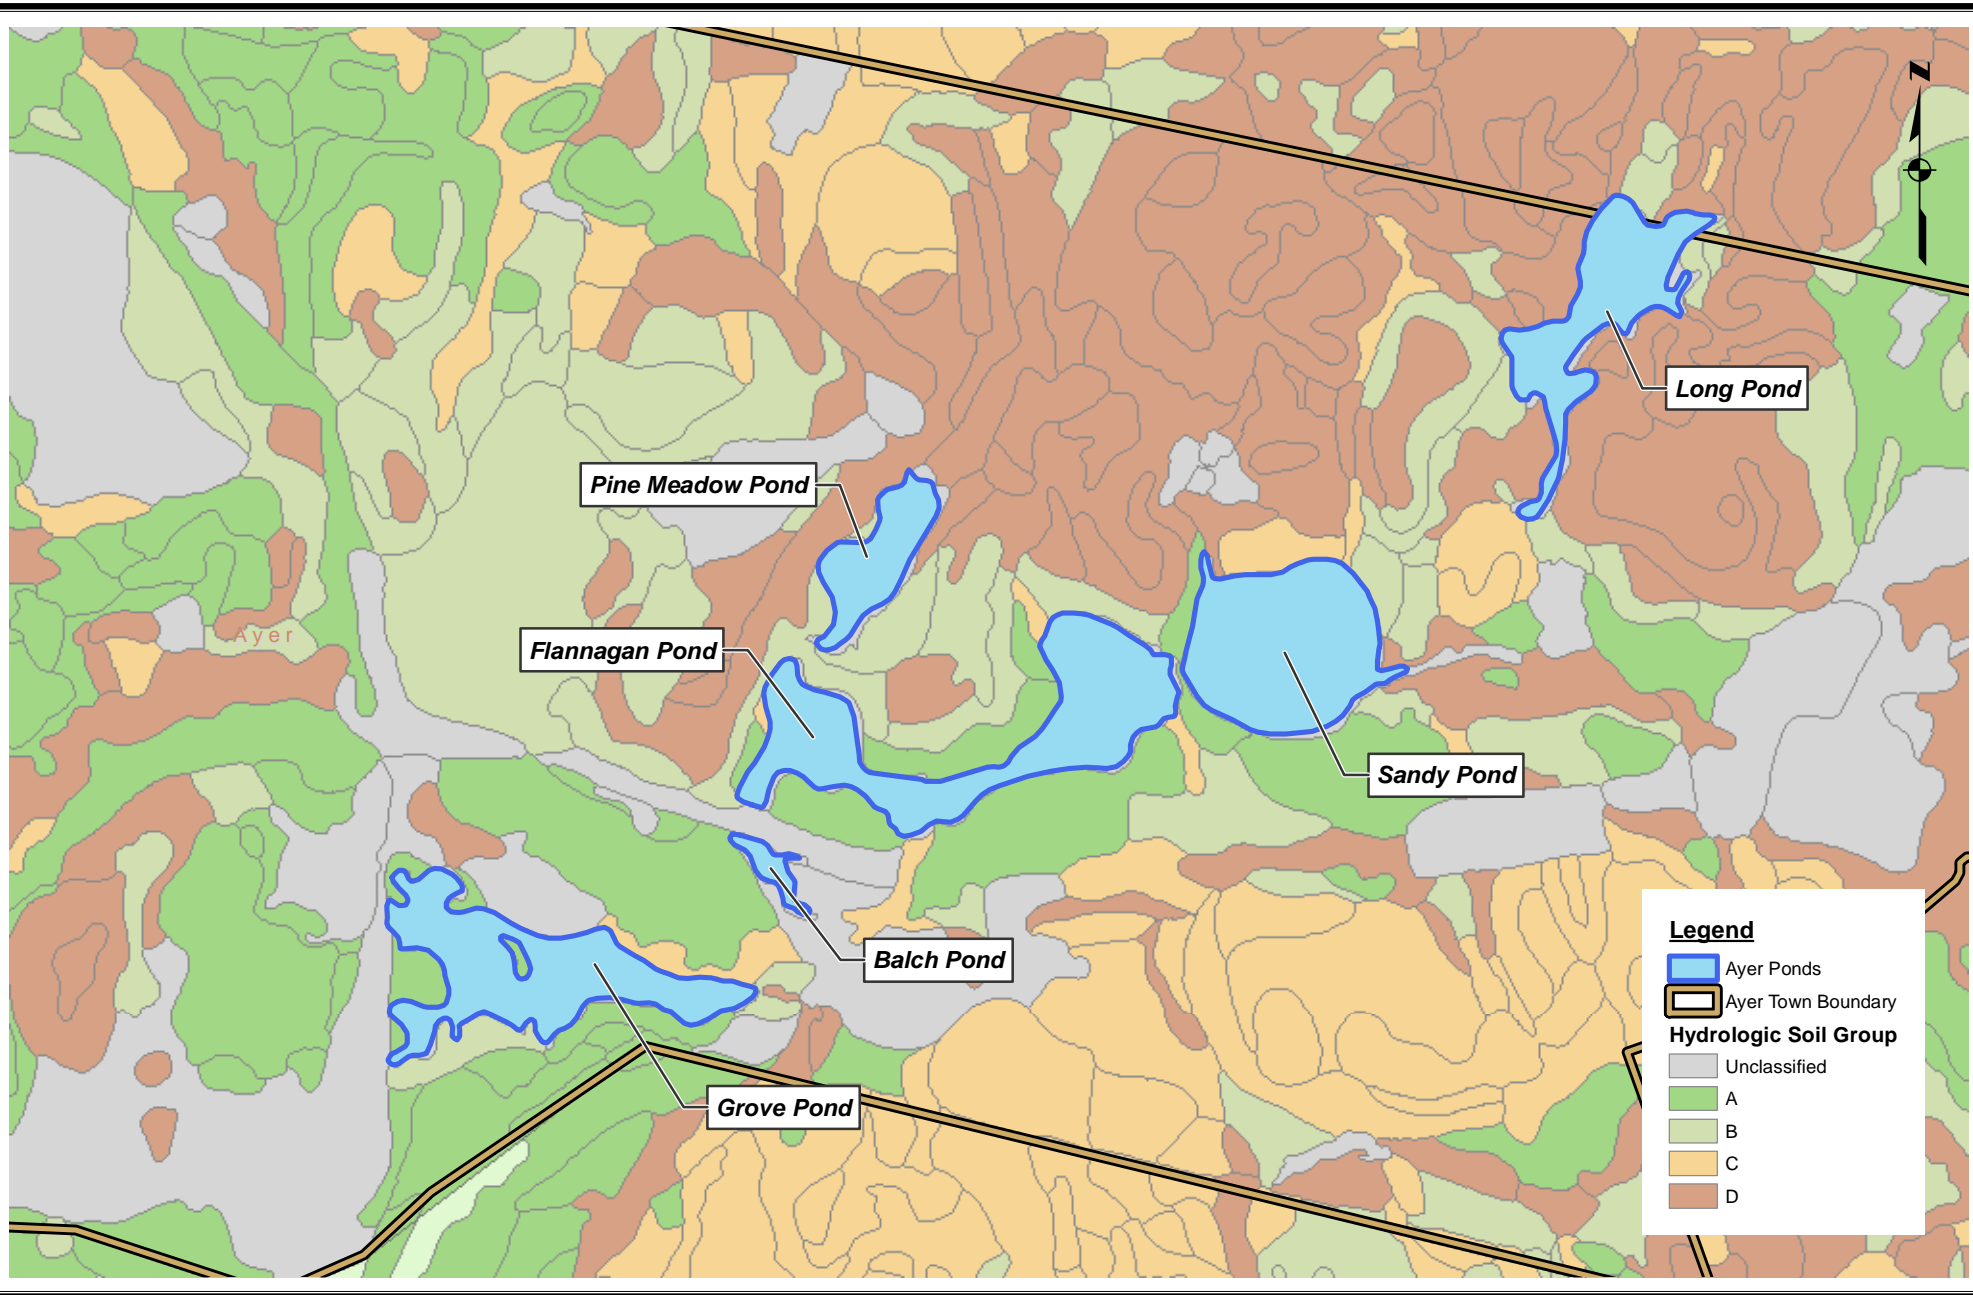 N
Long Pond
Pine Meadow Pond
Ayer
Flannagan Pond
Sandy Pond
Balch Pond
Grove Pond
Legend
Ayer Ponds
Ayer Town Boundary
Hydrologic Soil Group
Unclassified
A
B
C
D